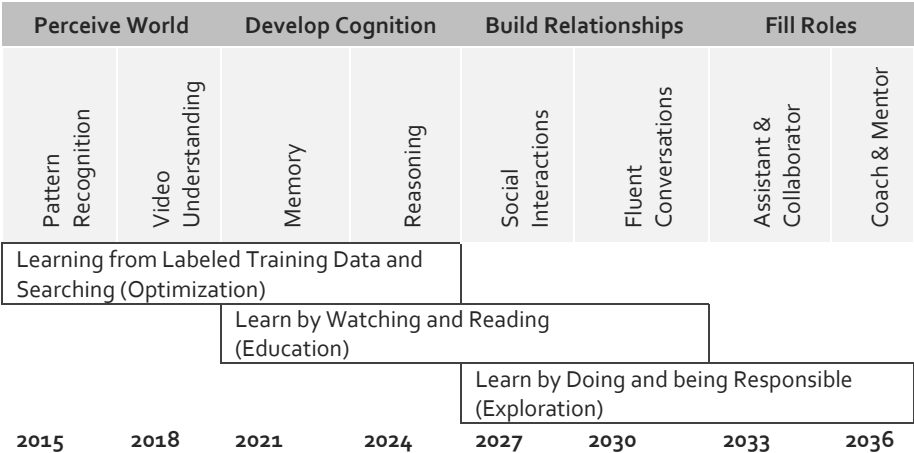 Perceive World Develop Cognition Build Relationships Fill Roles
Pattern
Recognition
Video
Understanding
Memory
Reasoning
Social
Interactions
Fluent
Conversations
Assistant &
Collaborator
Coach & Mentor
Learning from Labeled Training Data and
Searching (Optimization)
Learn by Watching and Reading
(Education)
Learn by Doing and being Responsible
(Exploration)
2015 2018 2021 2024 2027 2030 2033 2036